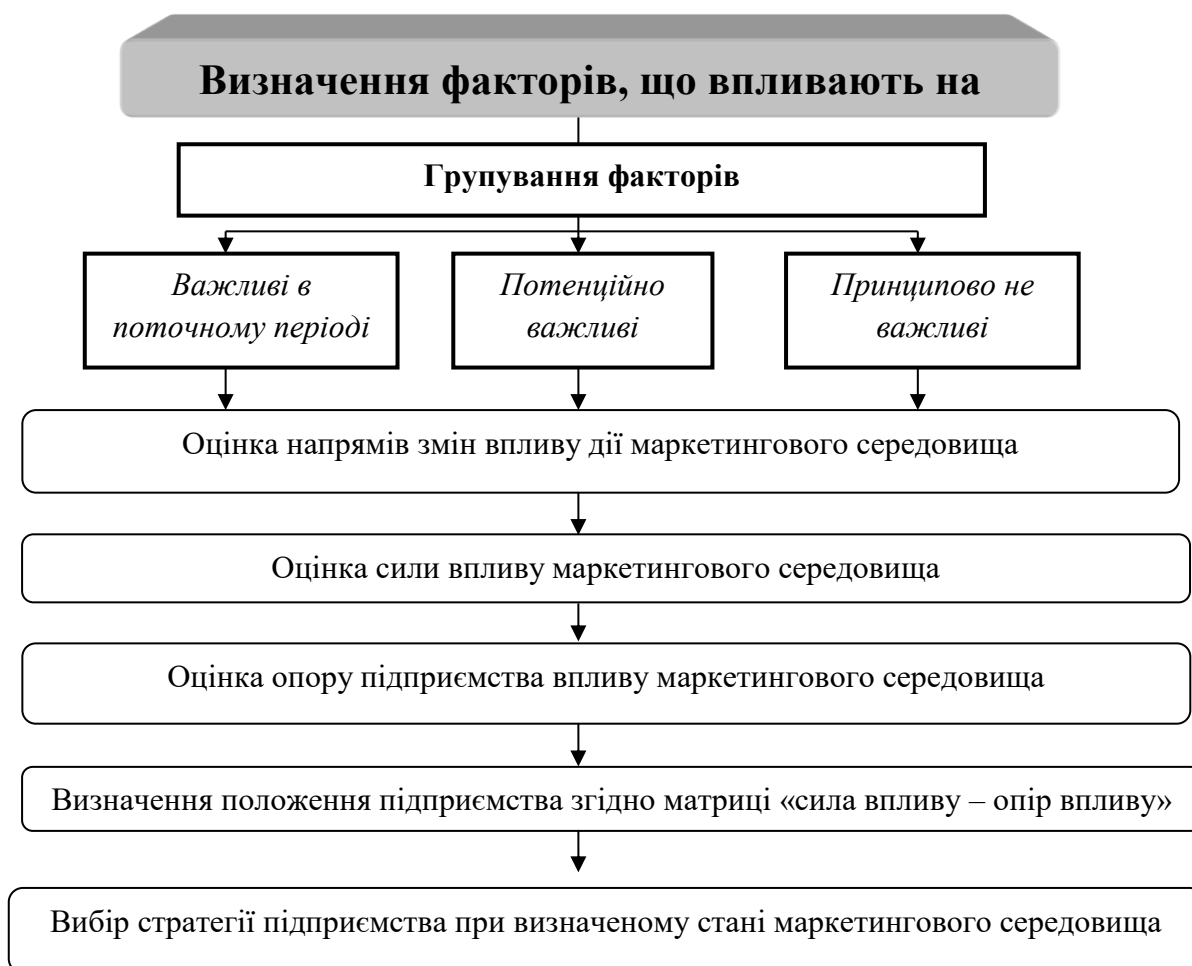 Визначення факторів, що впливають на
Групування факторів
Важливі в
поточному періоді
Потенційно
важливі
Принципово не
важливі
Оцінка напрямів змін впливу дії маркетингового середовища
Оцінка сили впливу маркетингового середовища
Оцінка опору підприємства впливу маркетингового середовища
Визначення положення підприємства згідно матриці «сила впливу – опір впливу»
Вибір стратегії підприємства при визначеному стані маркетингового середовища